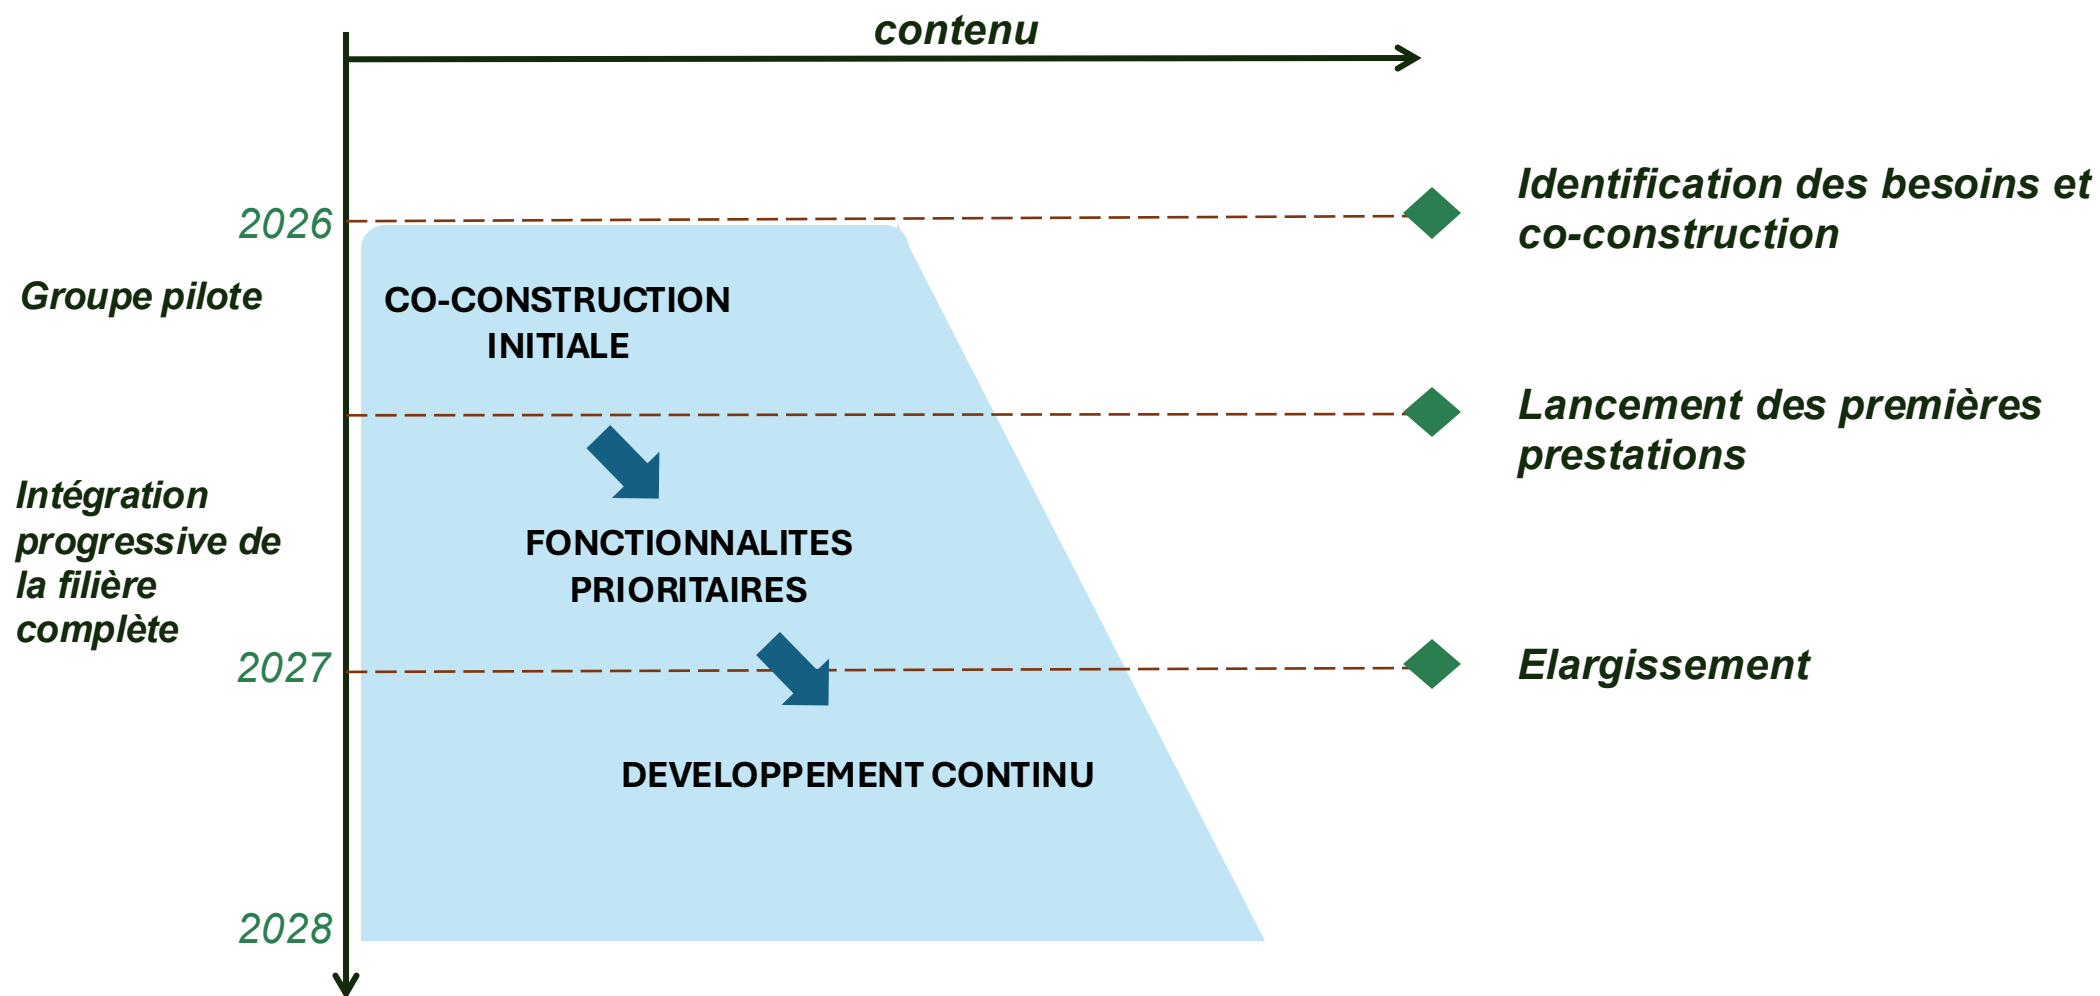 contenu
2026
Identification des besoins et
co-construction
Groupe pilote
CO-CONSTRUCTION
INITIALE
Lancement des premières
prestations
Intégration
progressive de
la filière
complète
FONCTIONNALITES
PRIORITAIRES
2027
Elargissement
DEVELOPPEMENT CONTINU
2028